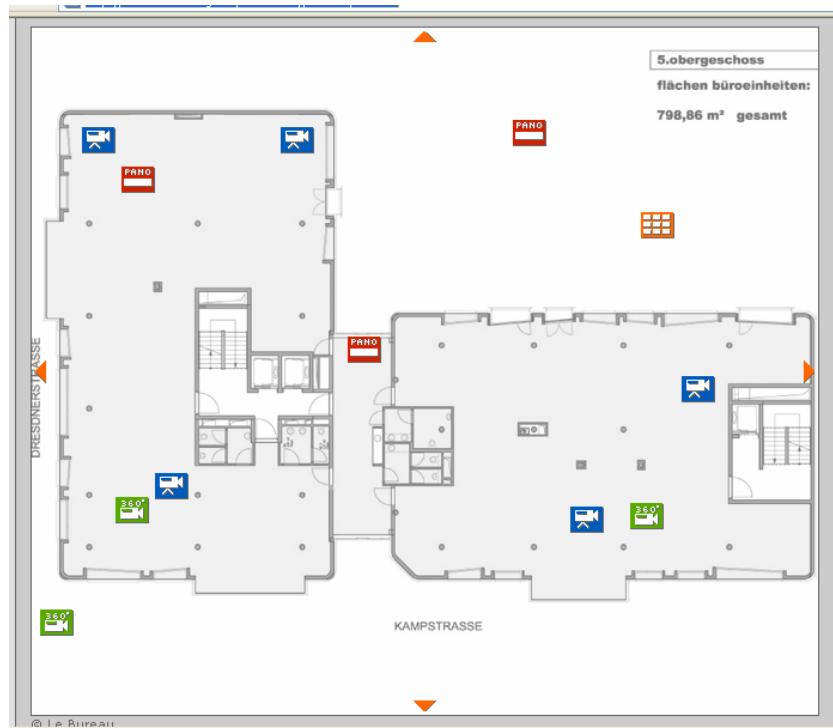 5.obergeschoss
flächen büroeinheiten:
798,86 m² gesamt
PANO
PANO
PANO
DRESDNERSTRASSE
360°
360°
360°
KAMPSTRASSE
© Le Bureau